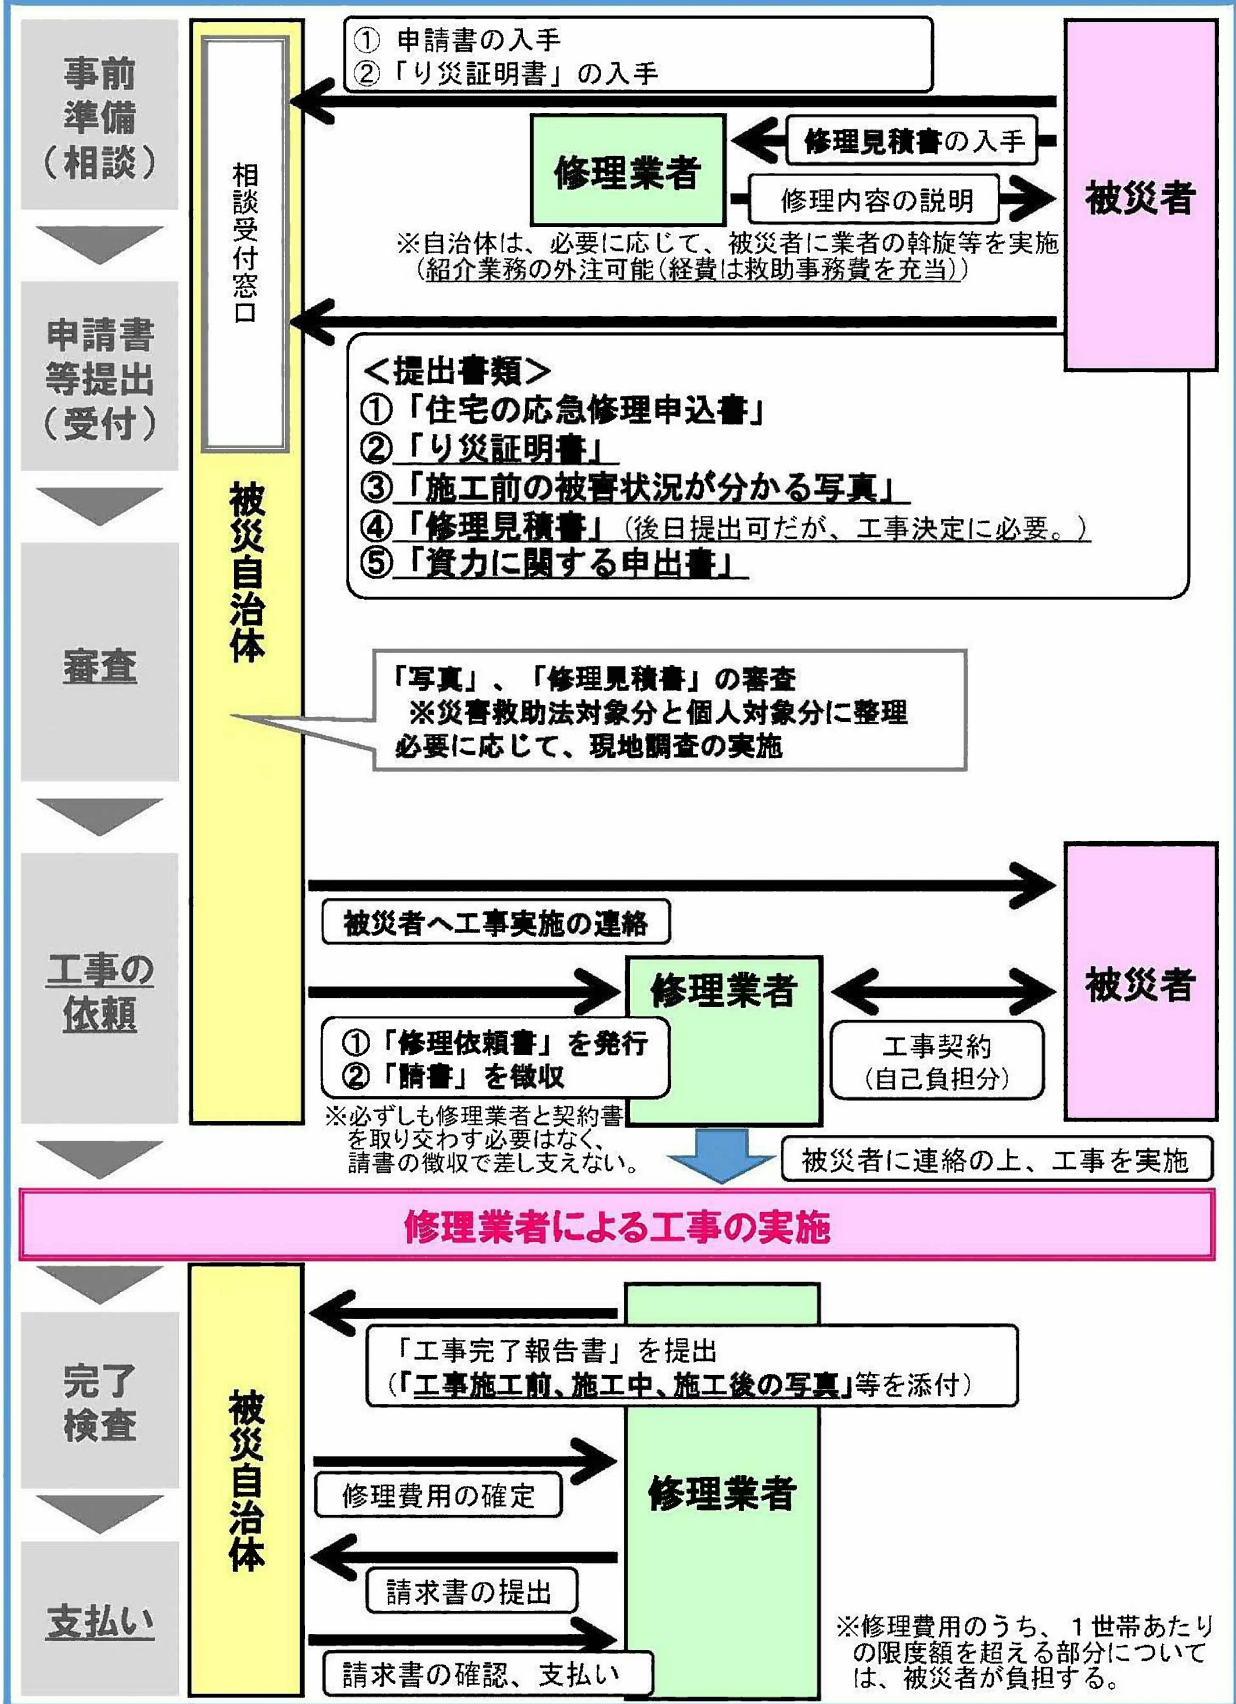 事前
準備
（相談）
① 申請書の入手
②「り災証明書」の入手
相談受付窓口
修理業者
修理見積書の入手
修理内容の説明
被災者
※自治体は、必要に応じて、被災者に業者の斡旋等を実施
（紹介業務の外注可能（経費は救助事務費を充当））
申請書
等提出
（受付）
＜提出書類＞
①「住宅の応急修理申込書」
②「り災証明書」
③「施工前の被害状況が分かる写真」
④「修理見積書」（後日提出可だが、工事決定に必要。）
⑤「資力に関する申出書」
被災自治体
審査
「写真」、「修理見積書」の審査
※災害救助法対象分と個人対象分に整理
必要に応じて、現地調査の実施
工事の
依頼
被災者へ工事実施の連絡
修理業者
被災者
①「修理依頼書」を発行
②「請書」を徴収
工事契約
（自己負担分）
※必ずしも修理業者と契約書
を取り交わす必要はなく、
請書の徴収で差し支えない。
被災者に連絡の上、工事を実施
修理業者による工事の実施
完了
検査
被災自治体
「工事完了報告書」を提出
（「工事施工前、施工中、施工後の写真」等を添付）
修理費用の確定
修理業者
支払い
請求書の提出
請求書の確認、支払い
※修理費用のうち、１世帯あたり
の限度額を超える部分について
は、被災者が負担する。